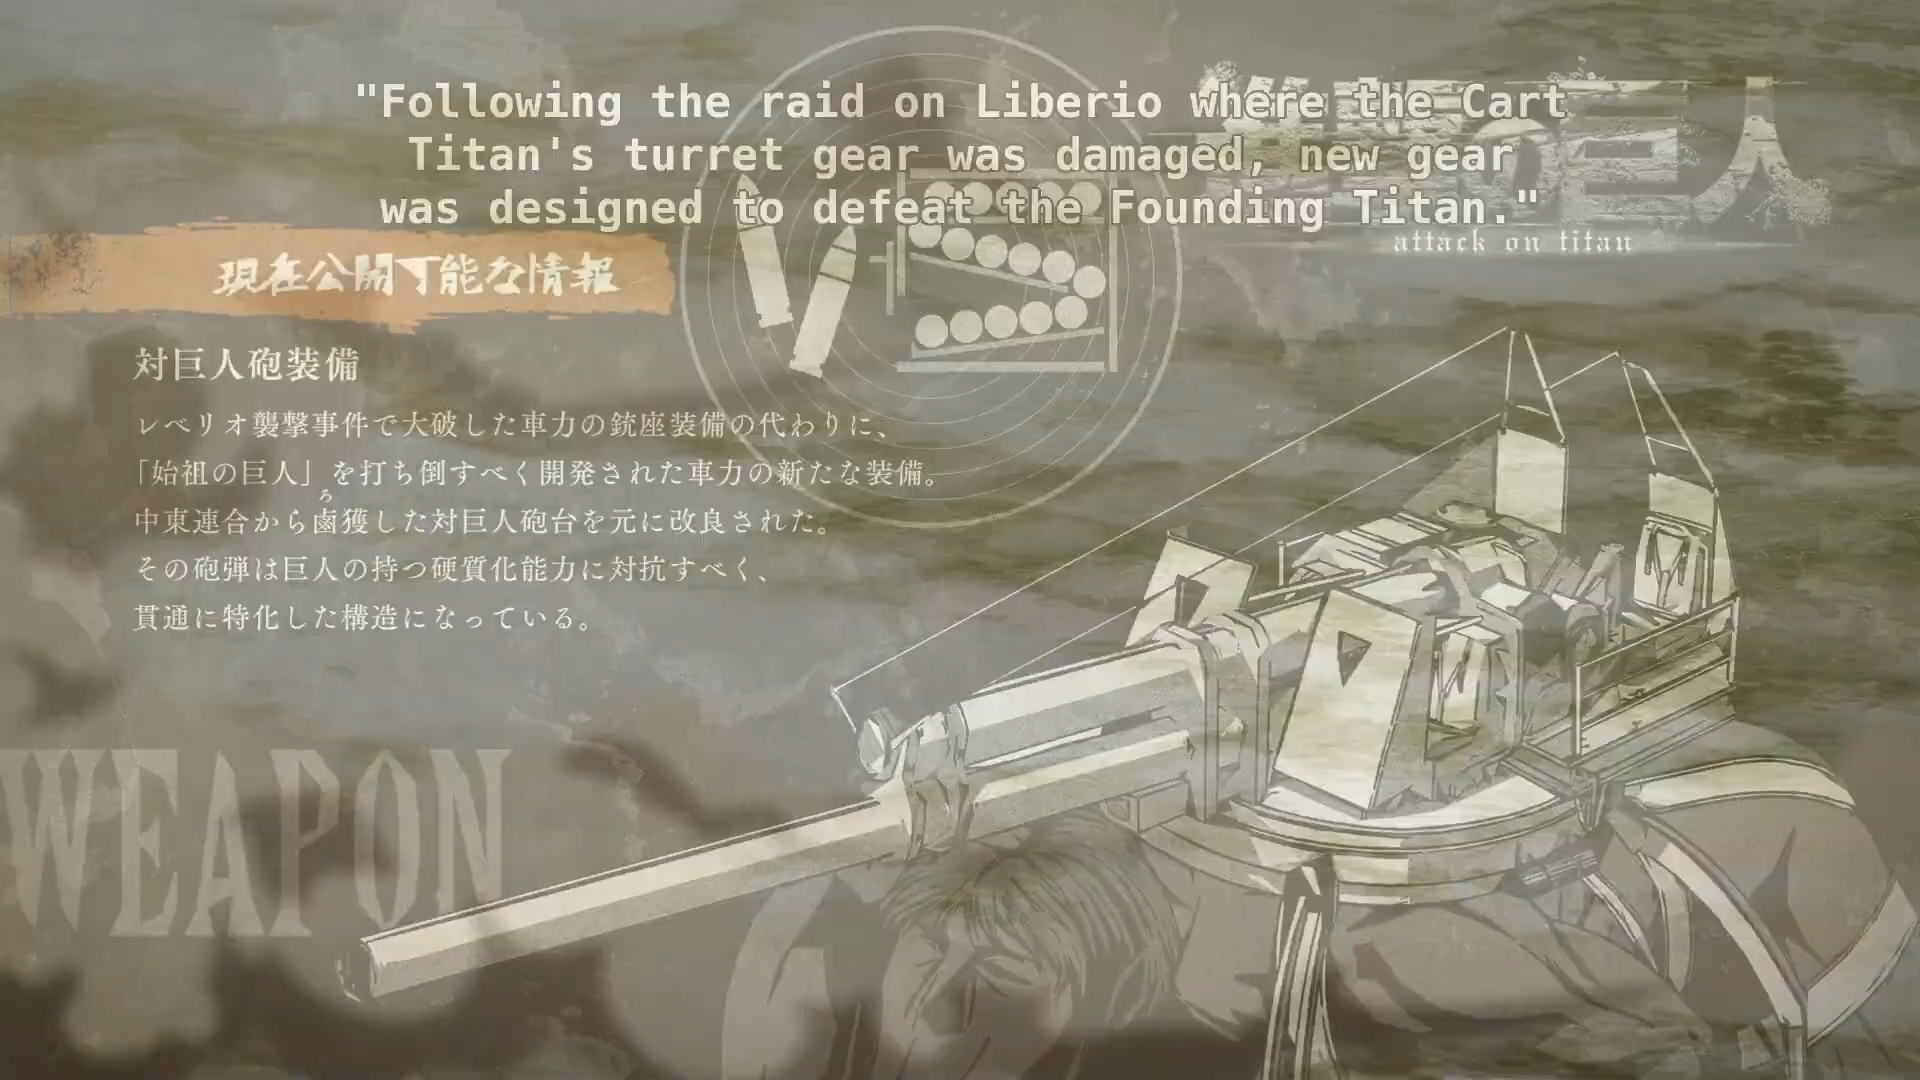 "Following the raid on Liberio where the Cart
Titan's turret gear was damaged, new gear
was designed to defeat the Founding Titan."
進撃の巨人
attack on titan
現在公開可能な情報
対巨人砲装備
レベリオ襲撃事件で大破した車力の銃座装備の代わりに、
「始祖の巨人」を打ち倒すべく開発された車力の新たな装備。
ろ
中東連合から鹵獲した対巨人砲台を元に改良された。
その砲弾は巨人の持つ硬質化能力に対抗すべく、
貫通に特化した構造になっている。
WEAPON